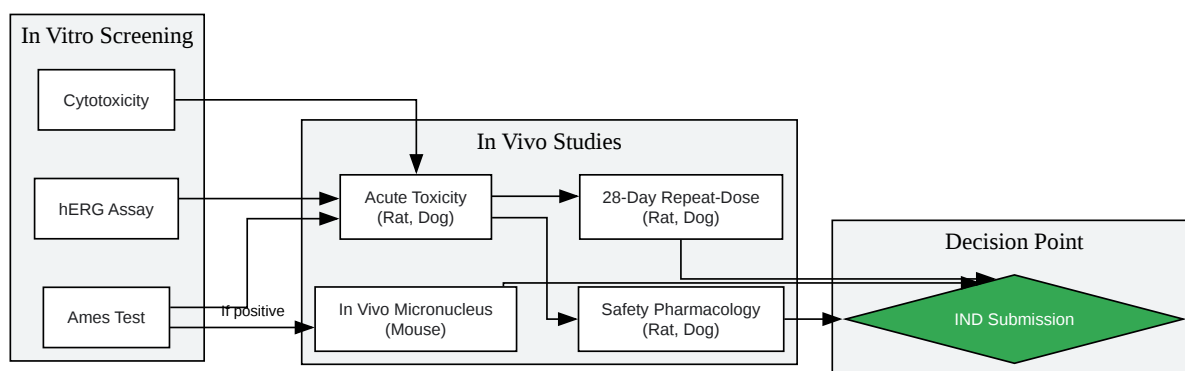 In Vitro Screening
Cytotoxicity
hERG Assay
Ames Test
If positive
In Vivo Studies
Acute Toxicity
(Rat, Dog)
28-Day Repeat-Dose
(Rat, Dog)
In Vivo Micronucleus
(Mouse)
Safety Pharmacology
(Rat, Dog)
Decision Point
IND Submission